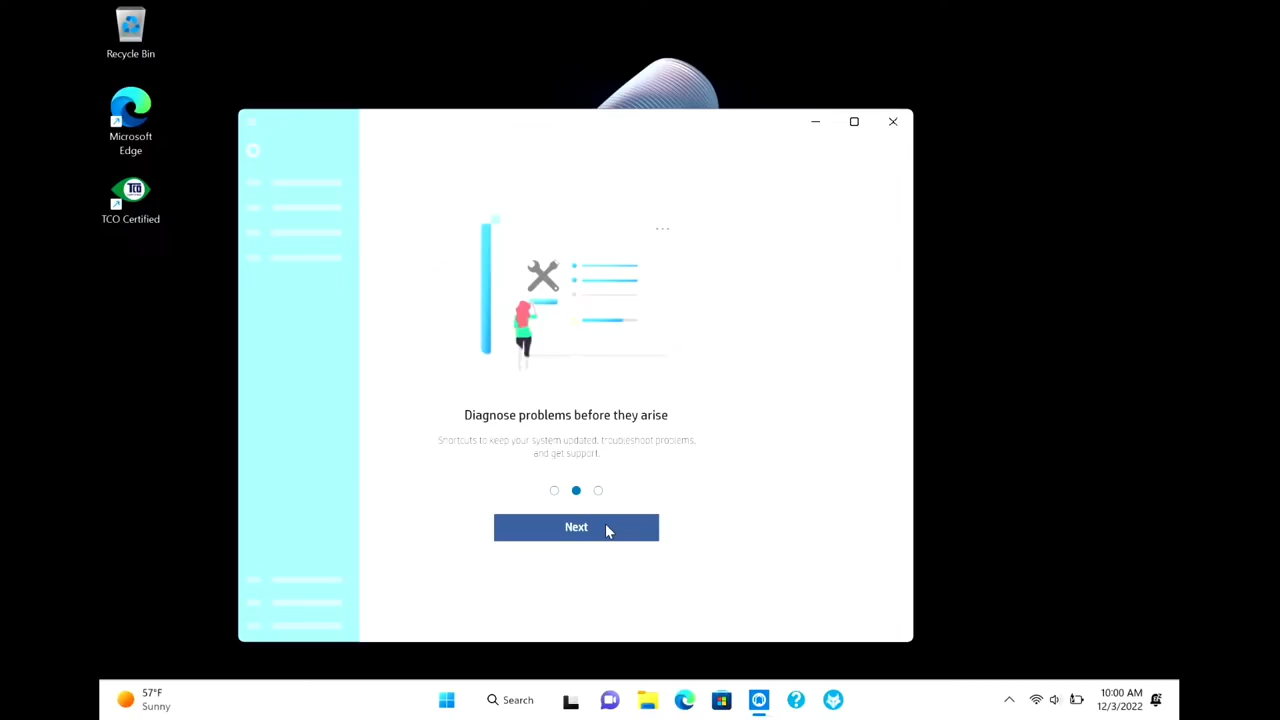 Recycle Bin
Microsoft
Edge
TCO
TCO Certified
Diagnose problems before they arise
Shortcuts to keep your system updated, troubleshoot problems,
and get support.
Next
57°F
Sunny
Search
10:00 AM
12/3/2022